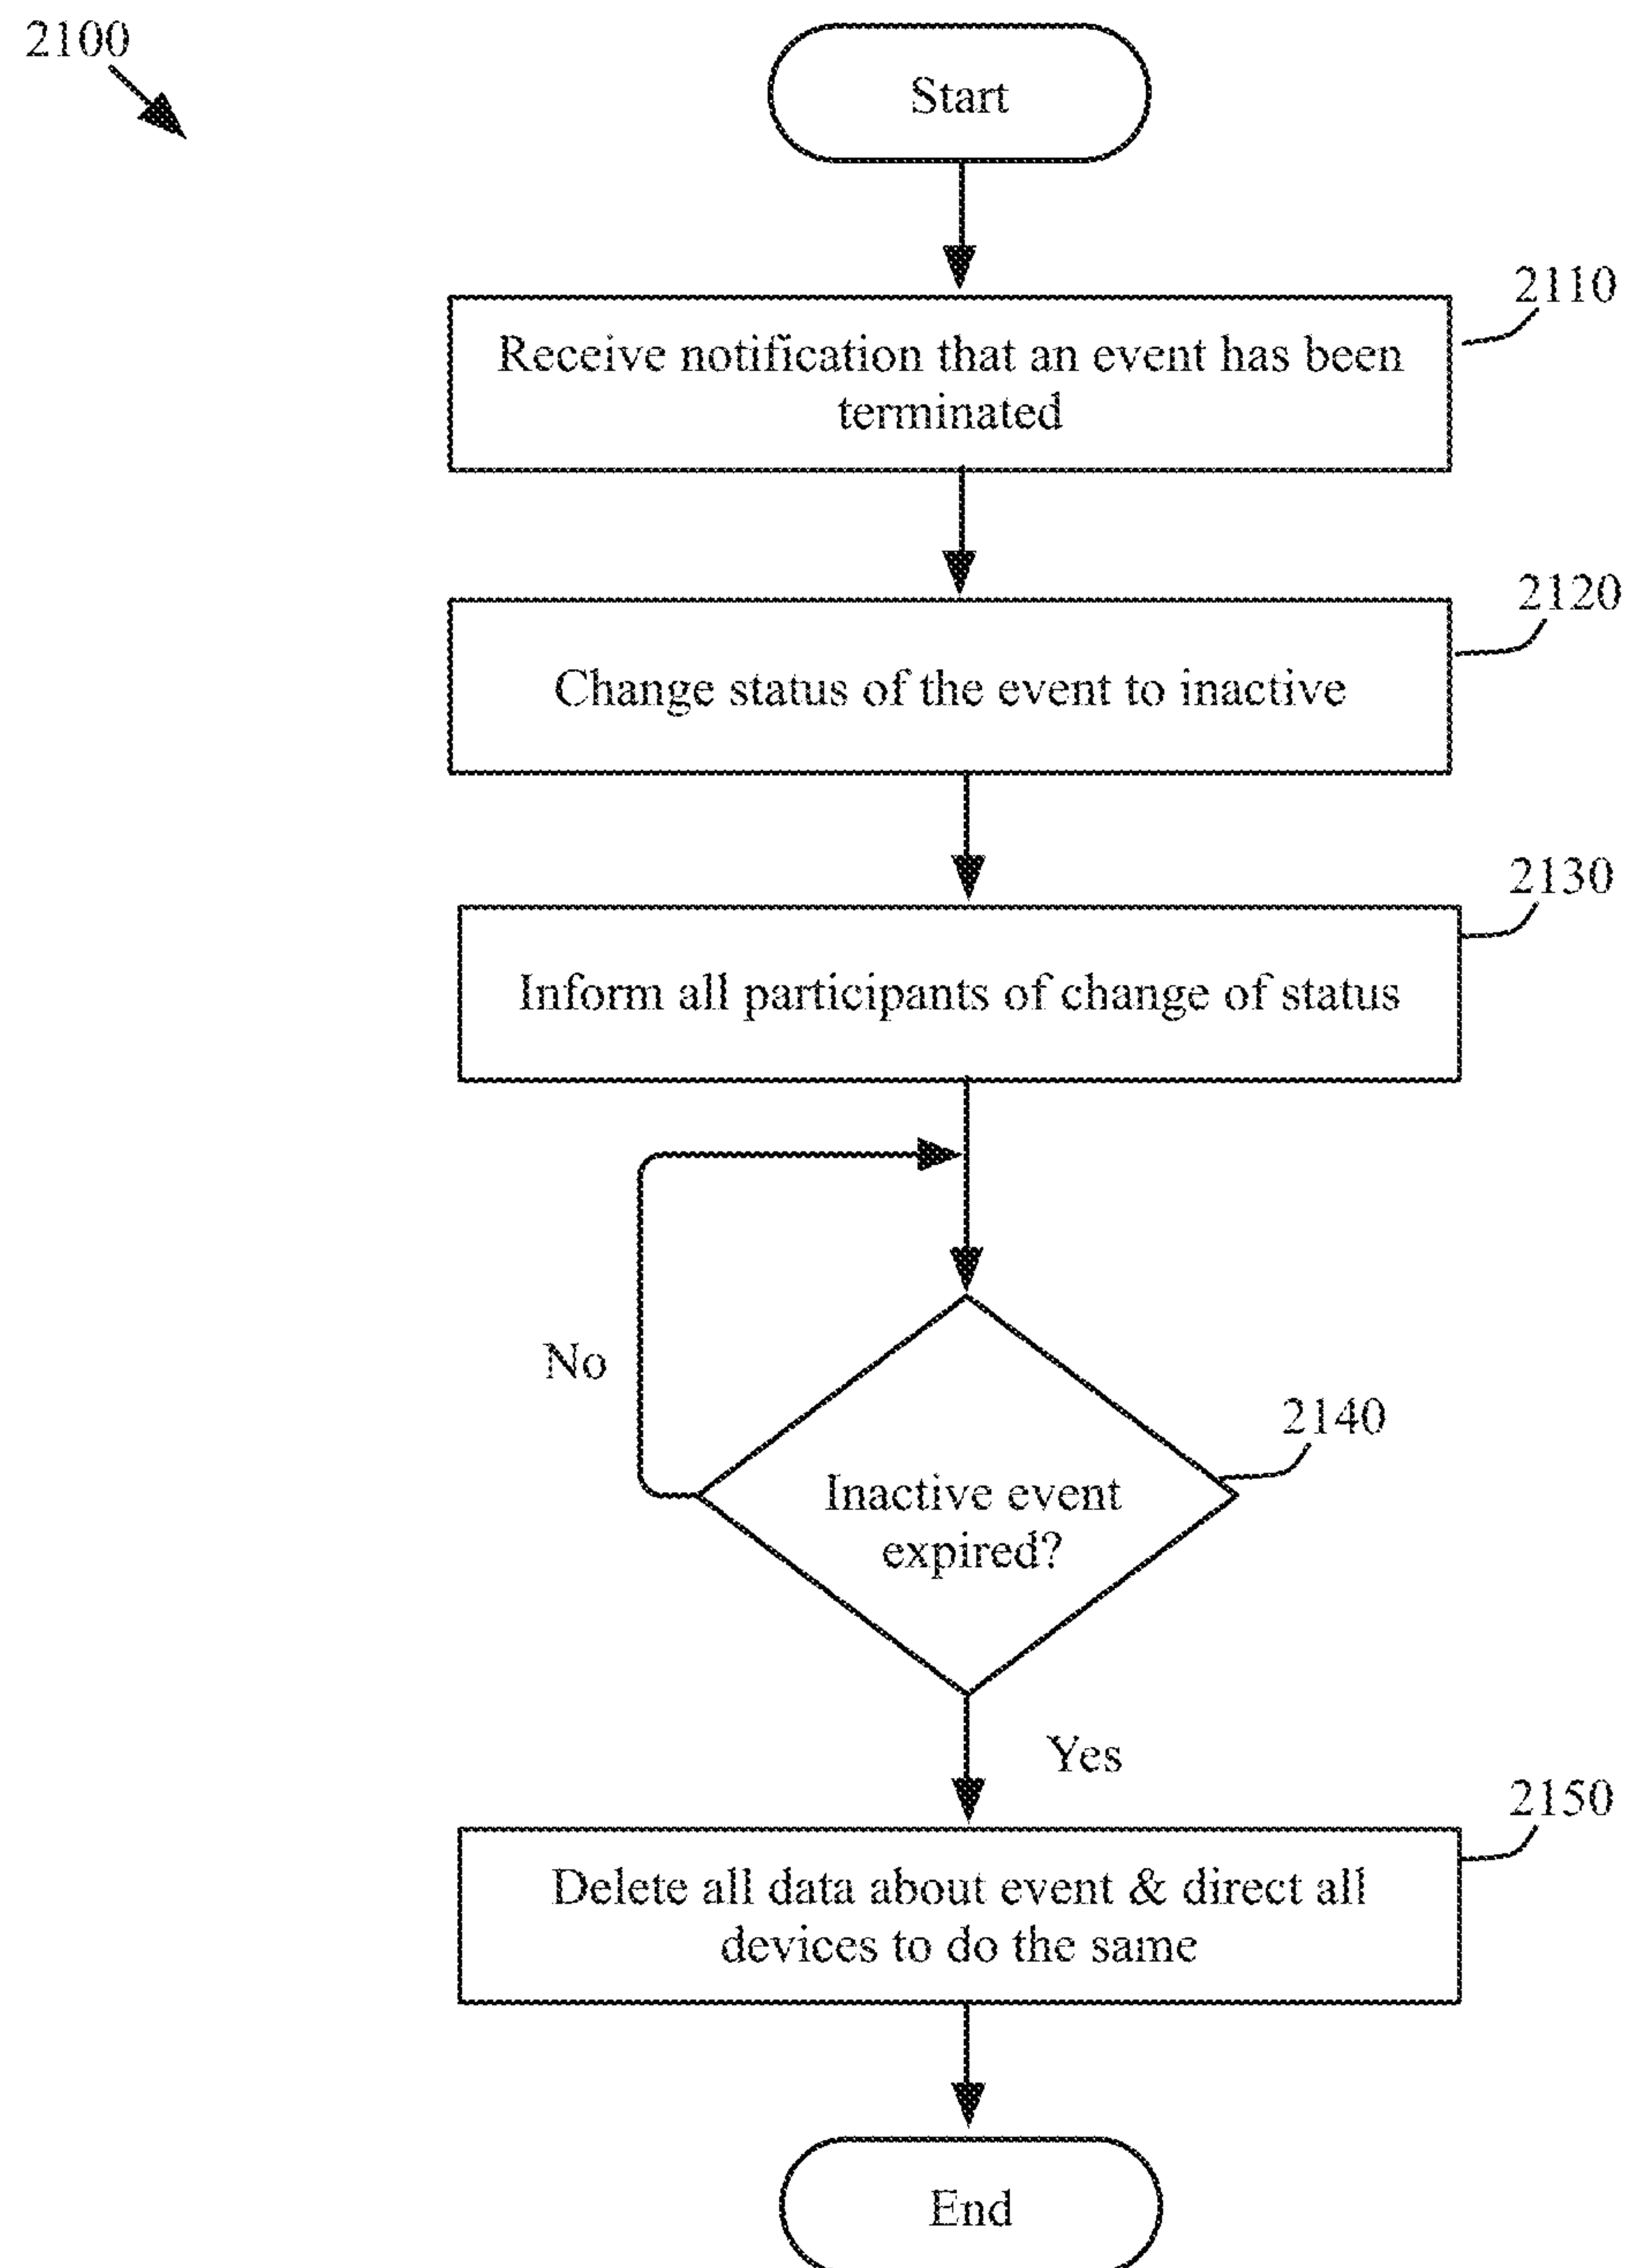 2100
Start
2110
Receive notification that an event has been
terminated
2120
Change status of the event to inactive
2130
Inform all participants of change of status
No
2140
Inactive event
expired?
Yes
2150
Delete all data about event & direct all
devices to do the same
End